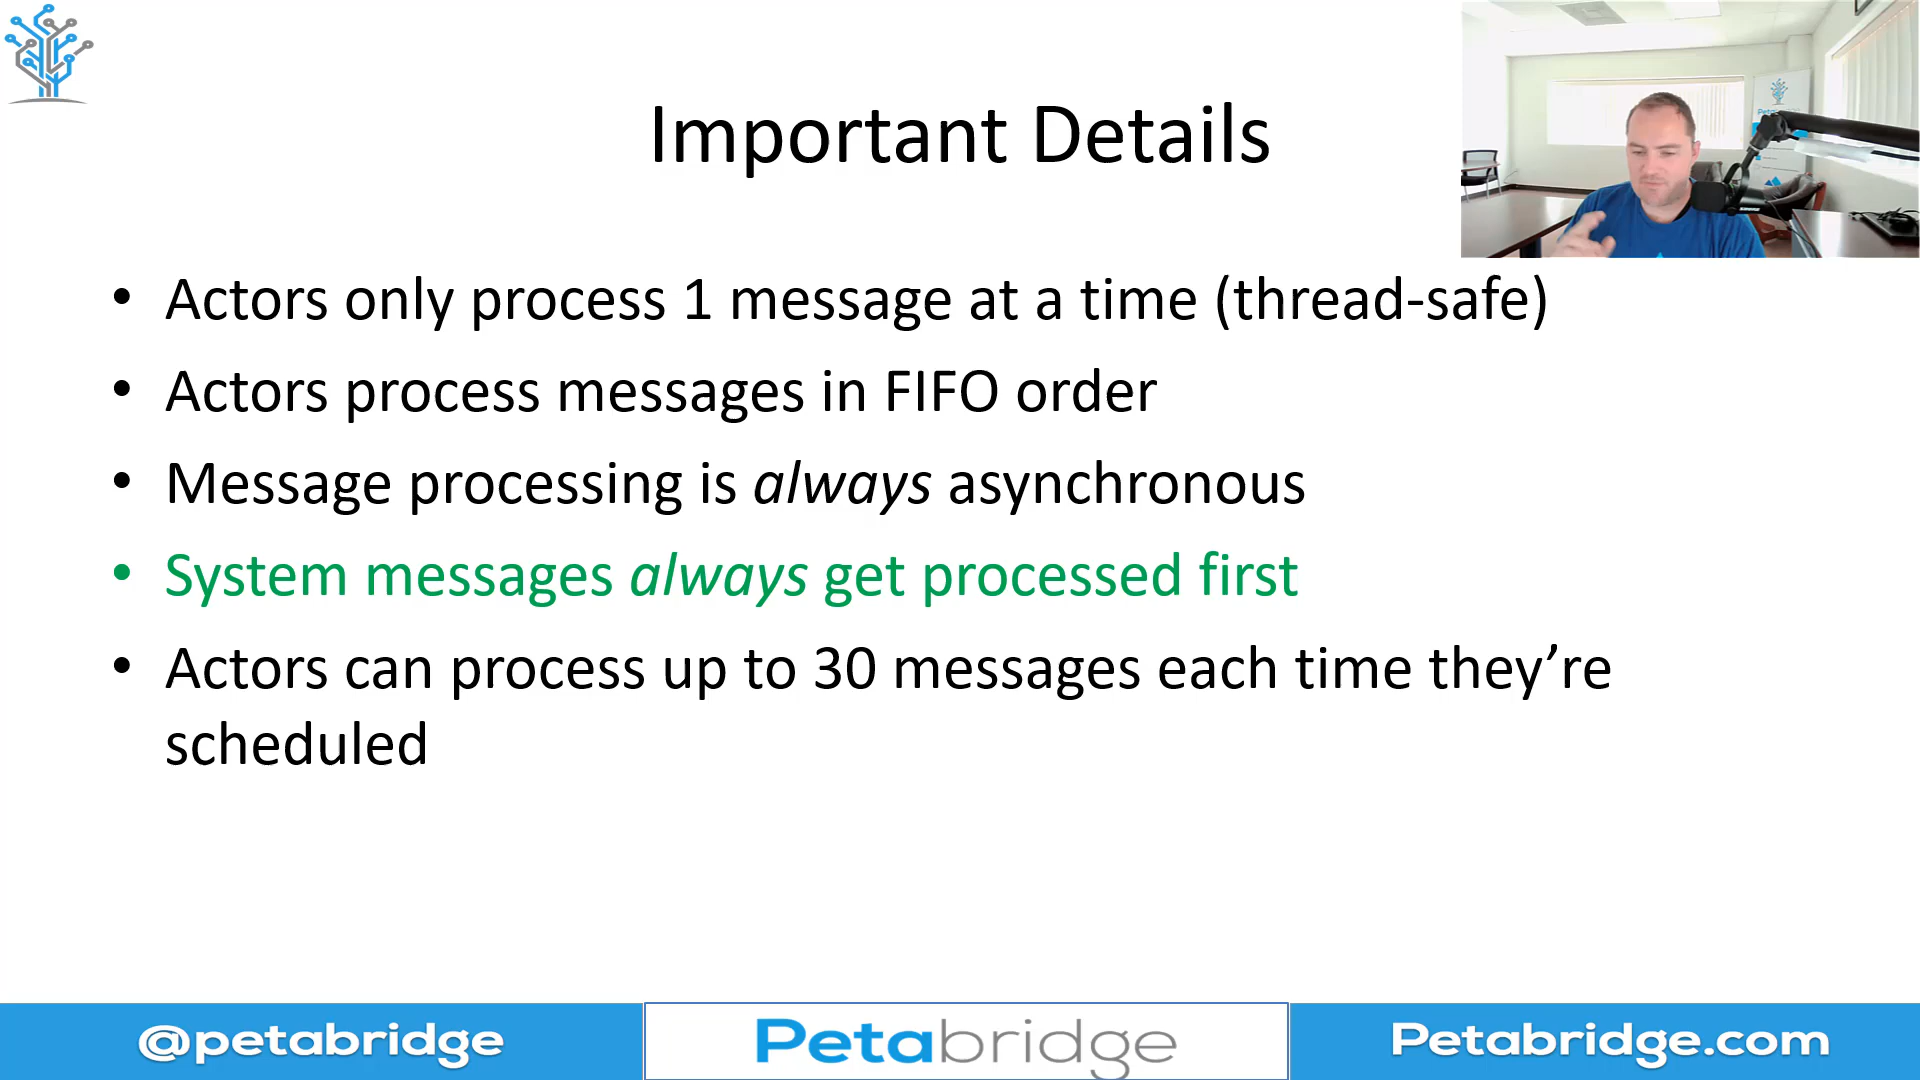 Important Details
• Actors only process 1 message at a time (thread-safe)
• Actors process messages in FIFO order
• Message processing is always asynchronous
• System messages always get processed first
• Actors can process up to 30 messages each time they’re
scheduled
@petabridge
Petabridge
Petabridge.com